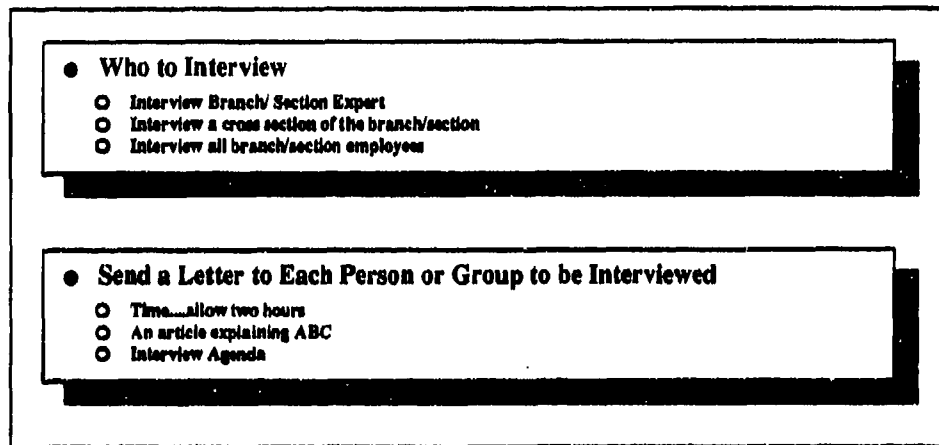 ● Who to Interview
○ Interview Branch/ Section Expert
○ Interview a cross section of the branch/section
○ Interview all branch/section employees
● Send a Letter to Each Person or Group to be Interviewed
○ Time....allow two hours
○ An article explaining ABC
○ Interview Agenda